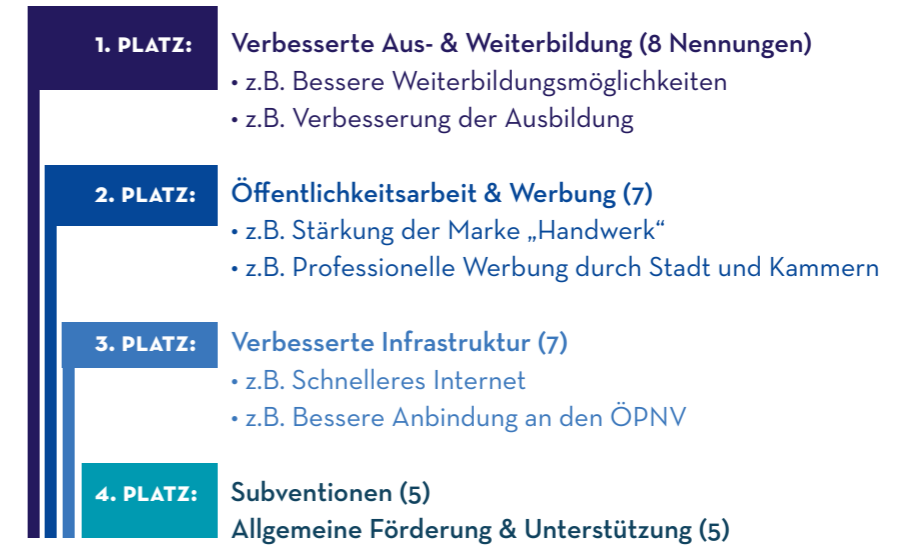 1. PLATZ: Verbesserte Aus- & Weiterbildung (8 Nennungen)
• z.B. Bessere Weiterbildungsmöglichkeiten
• z.B. Verbesserung der Ausbildung
2. PLATZ: Öffentlichkeitsarbeit & Werbung (7)
• z.B. Stärkung der Marke „Handwerk“
• z.B. Professionelle Werbung durch Stadt und Kammern
3. PLATZ: Verbesserte Infrastruktur (7)
• z.B. Schnelleres Internet
• z.B. Bessere Anbindung an den ÖPNV
4. PLATZ: Subventionen (5)
Allgemeine Förderung & Unterstützung (5)